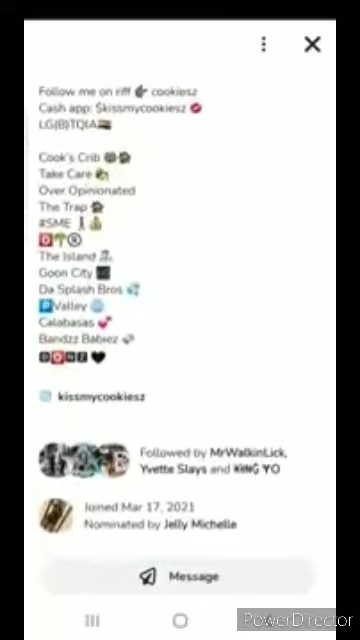 Follow me on riff 👉 cookiesz
Cash app: $kissmycookiesz 💋
LG(B)TQIA🏳️‍🌈
Cook's Crib
Take Care
Over Opinionated
The Trap 🏚
#SME
The Island 🏝
Goon City
Da Splash Bros 💦
🅿️Valley
Calabasas 💕
Bandzz Babiez
kissmycookiesz
Followed by MrWalkinLick,
Yvette Slays and KING YO
Joined Mar 17, 2021
Nominated by Jelly Michelle
Message
PowerDirector